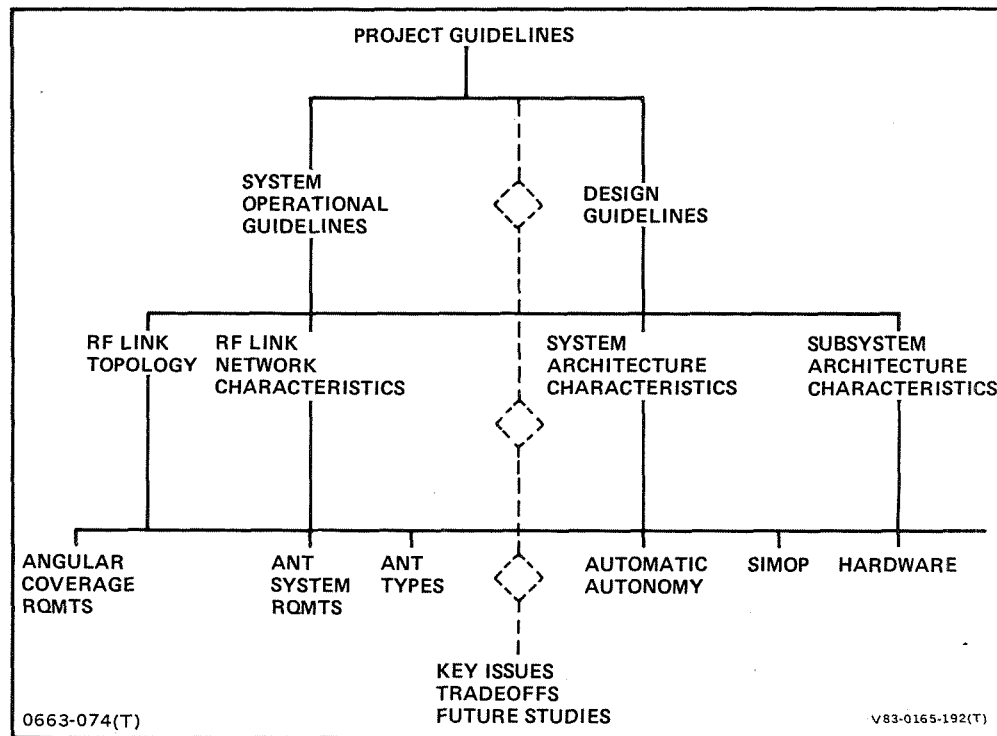 PROJECT GUIDELINES
SYSTEM
OPERATIONAL
GUIDELINES
DESIGN
GUIDELINES
RF LINK
TOPOLOGY
RF LINK
NETWORK
CHARACTERISTICS
SYSTEM
ARCHITECTURE
CHARACTERISTICS
SUBSYSTEM
ARCHITECTURE
CHARACTERISTICS
ANGULAR
COVERAGE
RQMTS
ANT
SYSTEM
RQMTS
ANT
TYPES
AUTOMATIC
AUTONOMY
SIMOP
HARDWARE
KEY ISSUES
TRADEOFFS
FUTURE STUDIES
0663-074(T)
V83-0165-192(T)